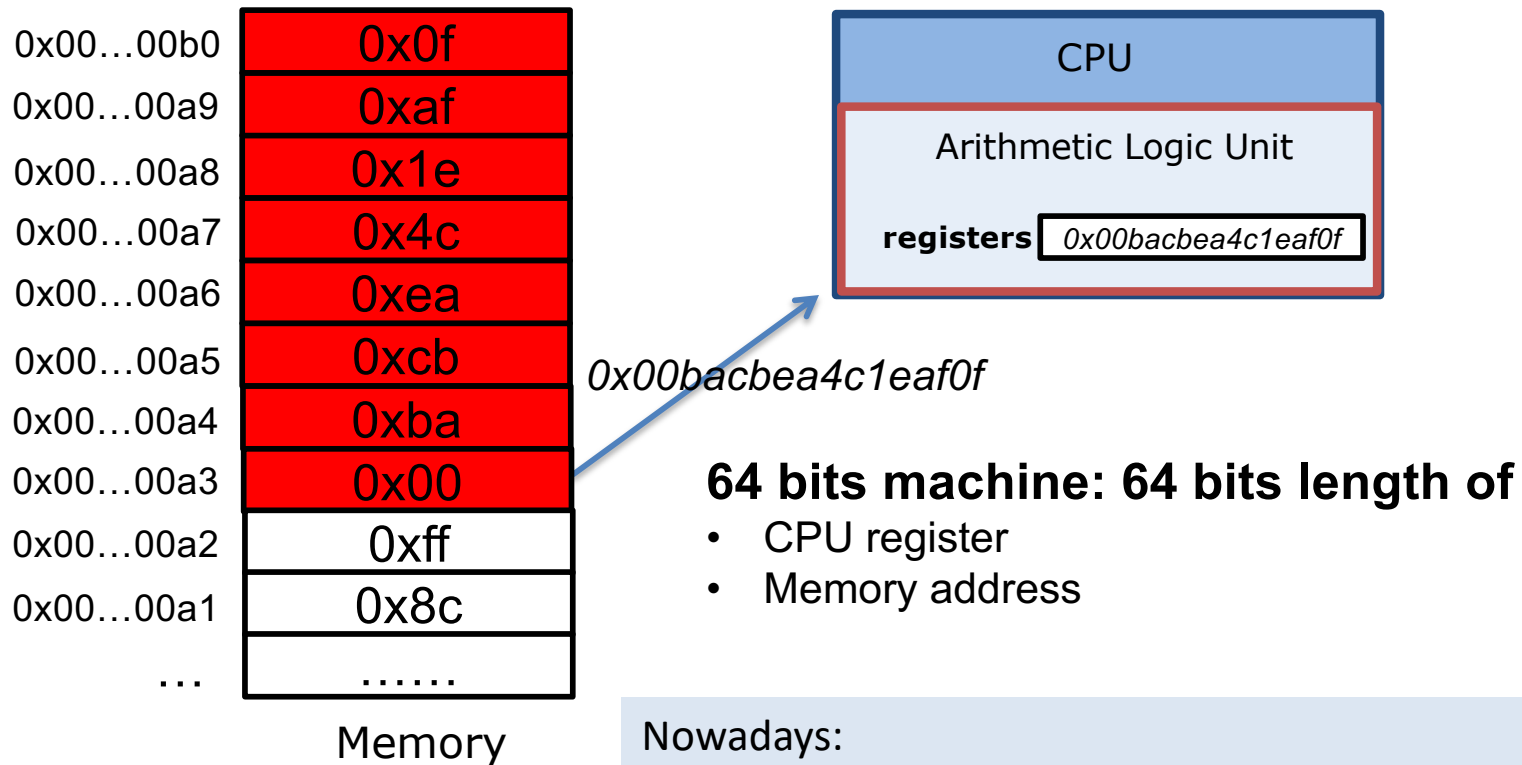 0x00…00b0 0x0f
0x00…00a9 0xaf
0x00…00a8 0x1e
0x00…00a7 0x4c
0x00…00a6 0xea
0x00…00a5 0xcb
0x00…00a4 0xba
0x00…00a3 0x00
0x00…00a2 0xff
0x00…00a1 0x8c
… ……
Memory
CPU
Arithmetic Logic Unit
registers 0x00bacbea4c1eaf0f
0x00bacbea4c1eaf0f
64 bits machine: 64 bits length of
• CPU register
• Memory address
Nowadays: